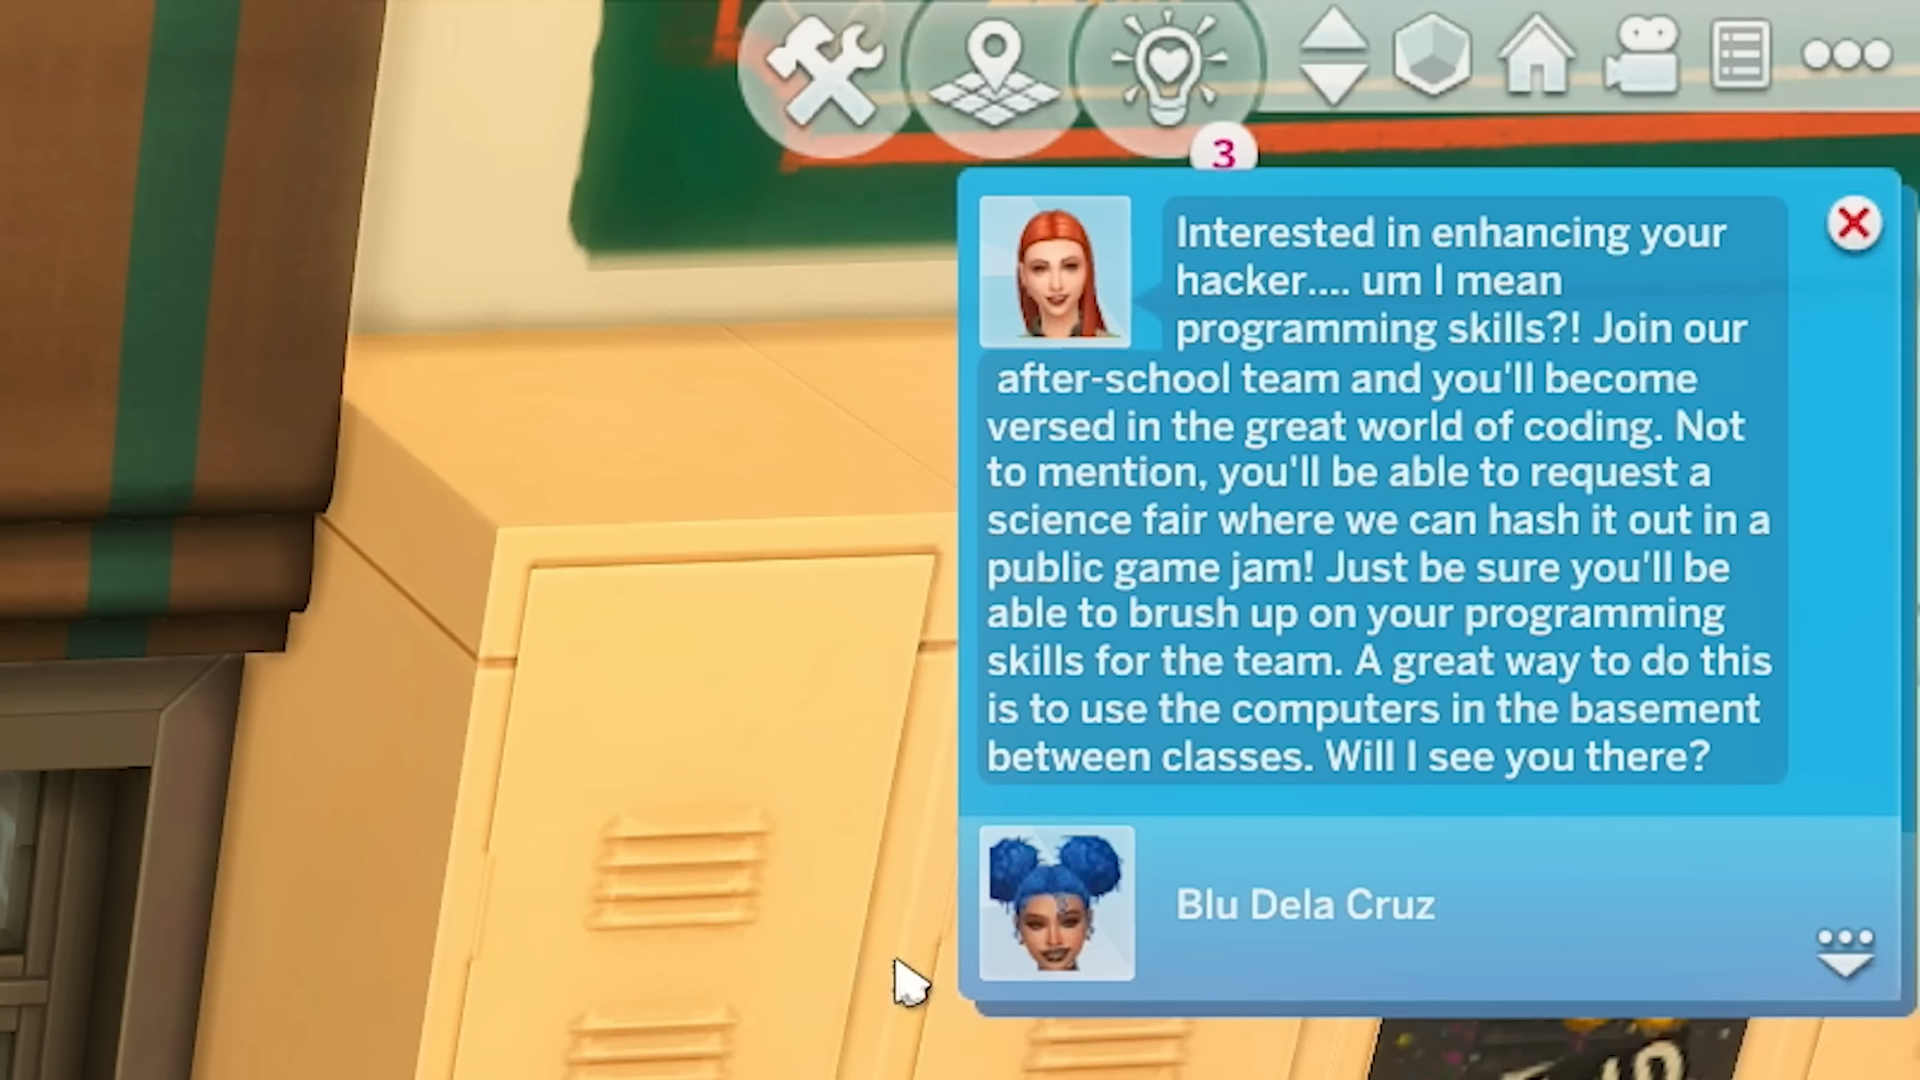 3
Interested in enhancing your
hacker.... um I mean
programming skills?! Join our
after-school team and you'll become
versed in the great world of coding. Not
to mention, you'll be able to request a
science fair where we can hash it out in a
public game jam! Just be sure you'll be
able to brush up on your programming
skills for the team. A great way to do this
is to use the computers in the basement
between classes. Will I see you there?
Blu Dela Cruz